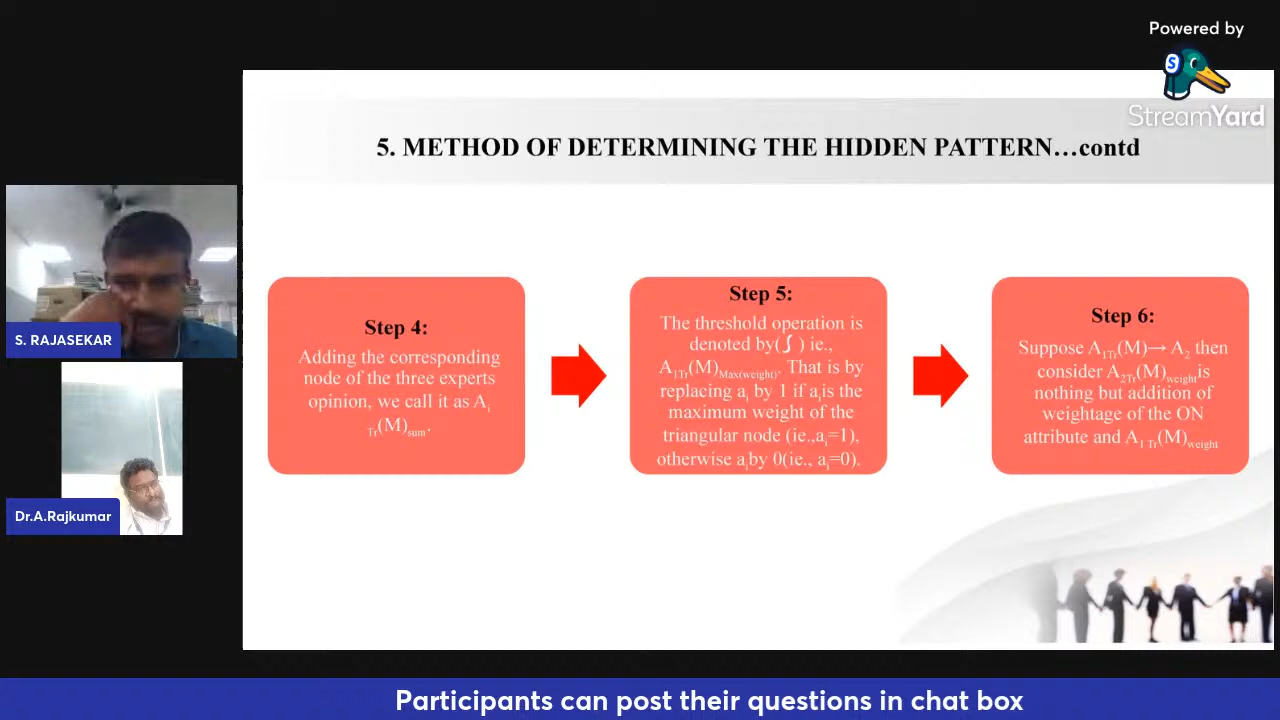 Powered by
StreamYard
5. METHOD OF DETERMINING THE HIDDEN PATTERN…contd
Step 4:
Adding the corresponding
node of the three experts
opinion, we call it as Ai
Tr(M)sum.
Step 5:
The threshold operation is
denoted by(ʃ ) ie.,
A1Tr(M)Max(weight). That is by
replacing ai by 1 if ai is the
maximum weight of the
triangular node (ie.,ai=1),
otherwise ai by 0(ie., ai=0).
Step 6:
Suppose A1Tr(M)→ A2 then
consider A2Tr(M)weight is
nothing but addition of
weightage of the ON
attribute and A1 Tr(M)weight
S. RAJASEKAR
Dr.A.Rajkumar
Participants can post their questions in chat box